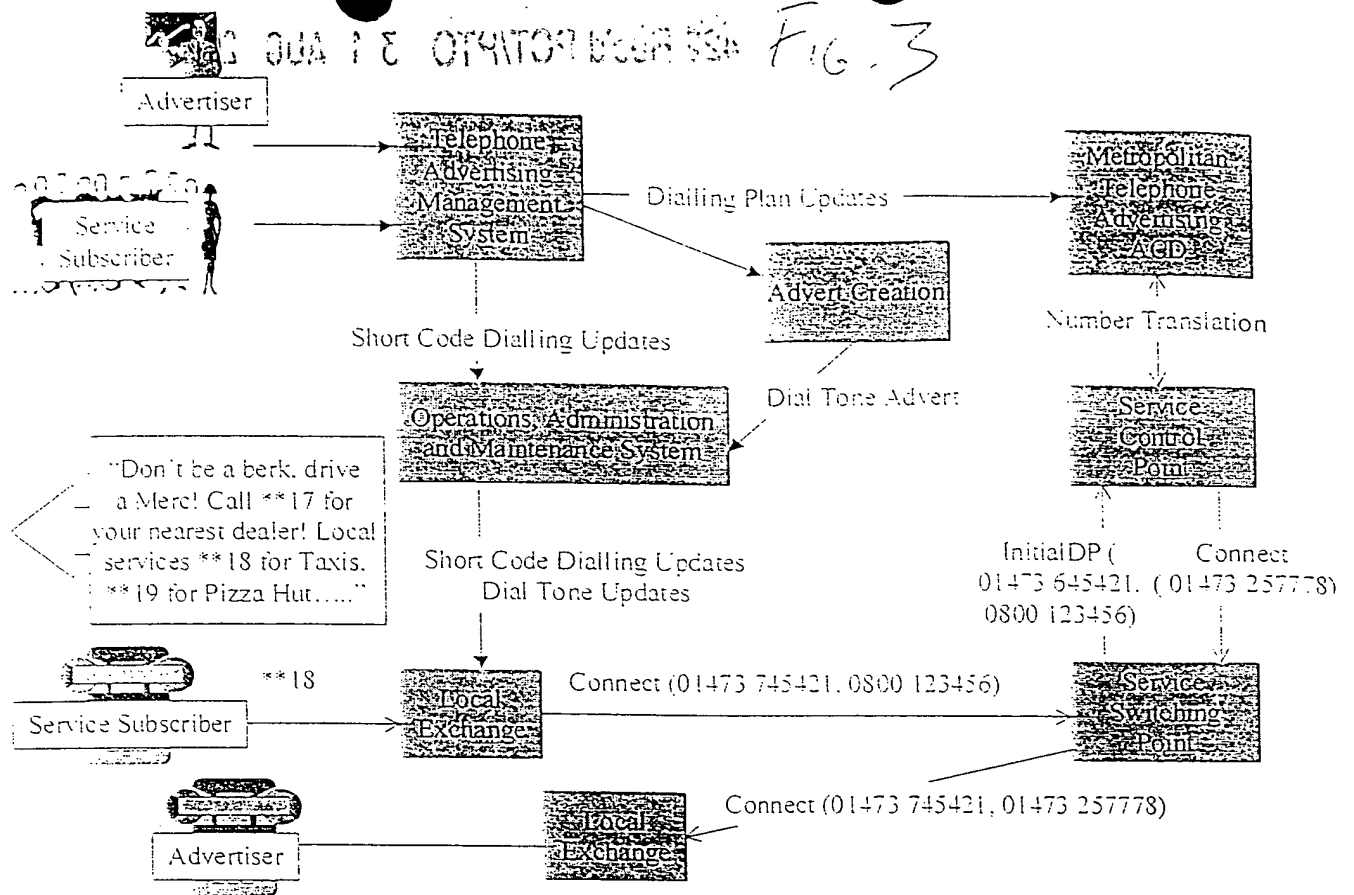 FIG. 3
Advertiser
Telephone
Advertising
Management
System
Metropolitan
Telephone
Advertising
ACD
Dialling Plan Updates
Service
Subscriber
Advert Creation
Number Translation
Short Code Dialling Updates
Dial Tone Advert
Operations, Administration
and Maintenance System
Service
Control
Point
"Don't be a berk, drive
a Merc! Call **17 for
your nearest dealer! Local
services **18 for Taxis,
**19 for Pizza Hut....."
Short Code Dialling Updates
Dial Tone Updates
InitialDP (
01473 645421,
0800 123456)
Connect
( 01473 257778)
**18
Service Subscriber
Local
Exchange
Connect (01473 745421, 0800 123456)
Service
Switching
Point
Connect (01473 745421, 01473 257778)
Advertiser
Local
Exchange